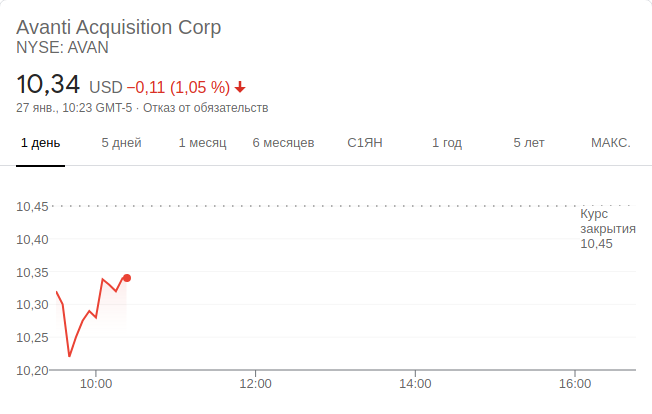 Avanti Acquisition Corp
NYSE: AVAN
10,34 USD −0,11 (1,05 %)
27 янв., 10:23 GMT-5 · Отказ от обязательств
1 день 5 дней 1 месяц 6 месяцев С1ЯН 1 год 5 лет МАКС.
10,45
Курс
закрытия
10,45
10,40
10,35
10,30
10,25
10,20
10:00 12:00 14:00 16:00